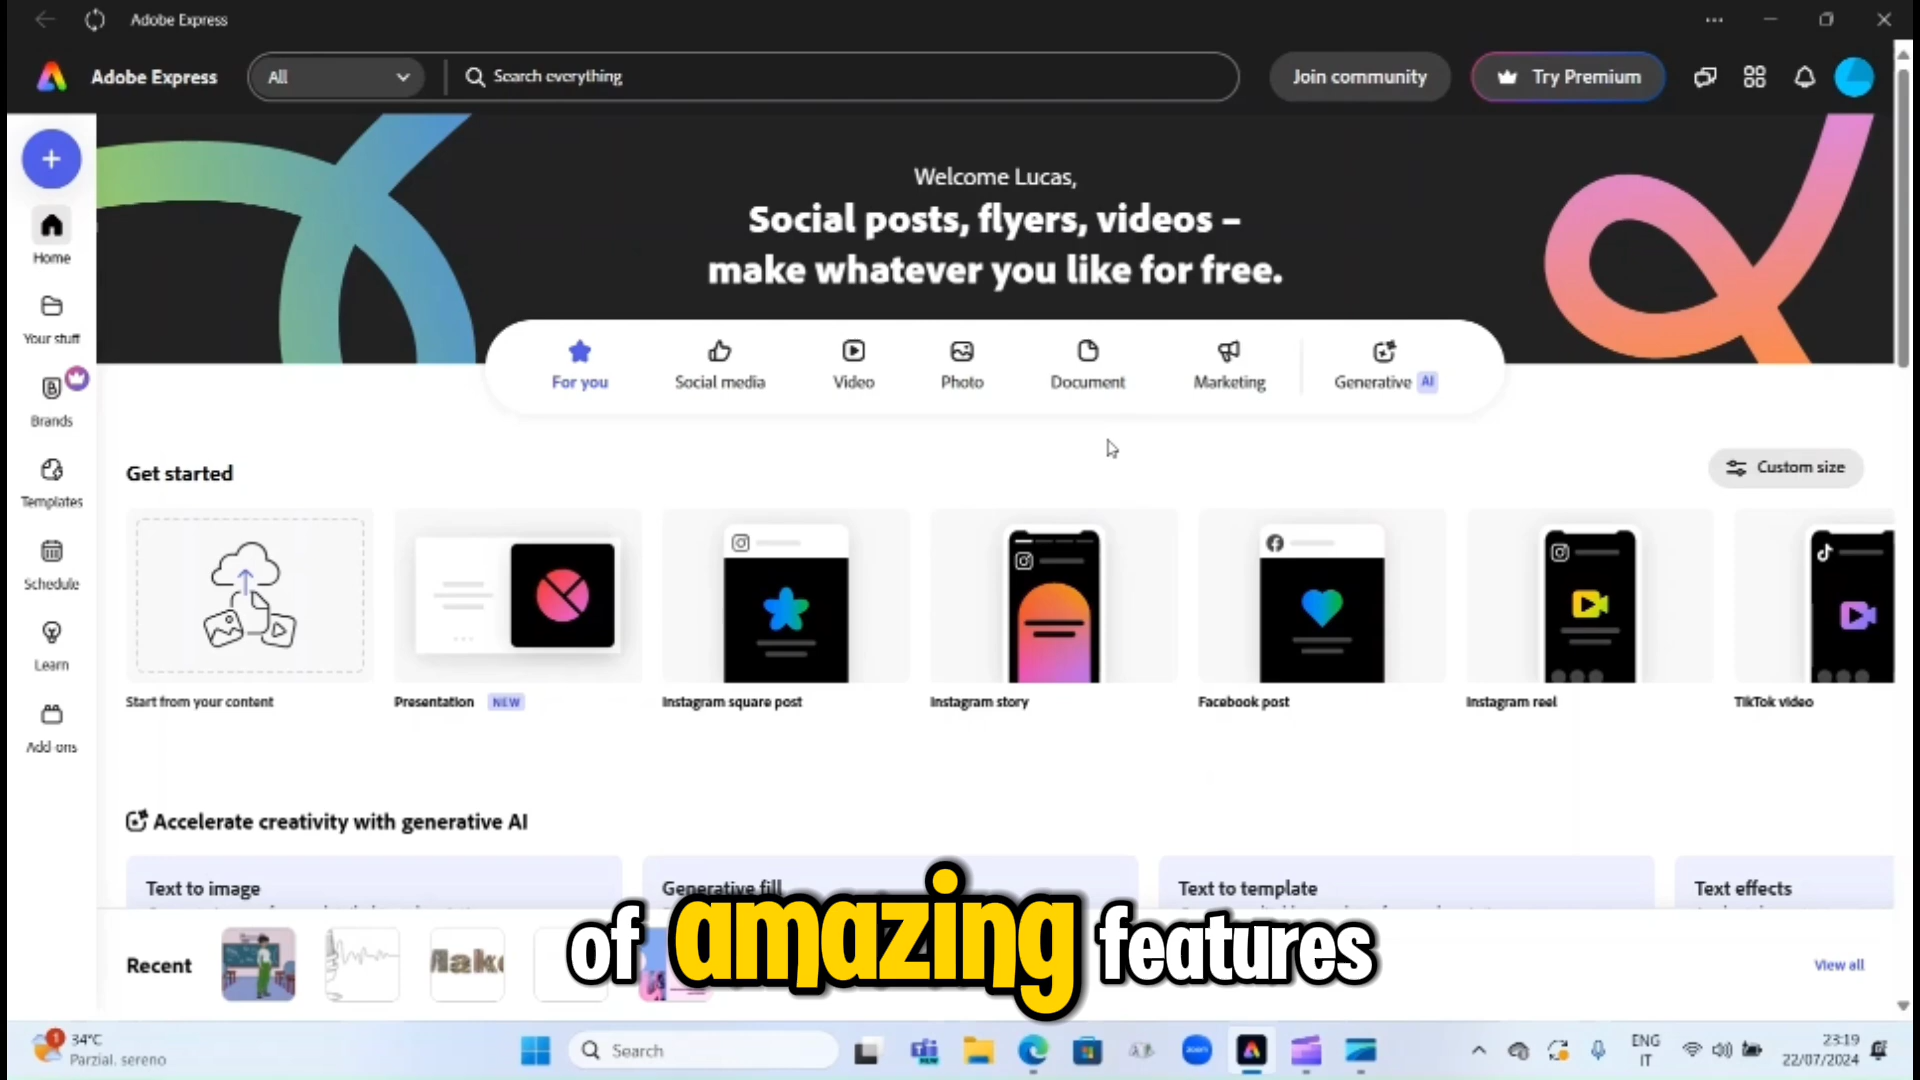 Adobe Express
Adobe Express
All
Search everything
Join community
Try Premium
Welcome Lucas,
Social posts, flyers, videos –
make whatever you like for free.
Home
Your stuff
Brands
Templates
Schedule
Learn
Add-ons
For you
Social media
Video
Photo
Document
Marketing
Generative AI
Get started
Custom size
Start from your content
Presentation NEW
Instagram square post
Instagram story
Facebook post
Instagram reel
TikTok video
Accelerate creativity with generative AI
Text to image
Generative fill
Text to template
Text effects
of amazing features
Recent
View all
1
34°C
Parzial. sereno
Search
NEW
zoom
ENG
IT
23:19
22/07/2024